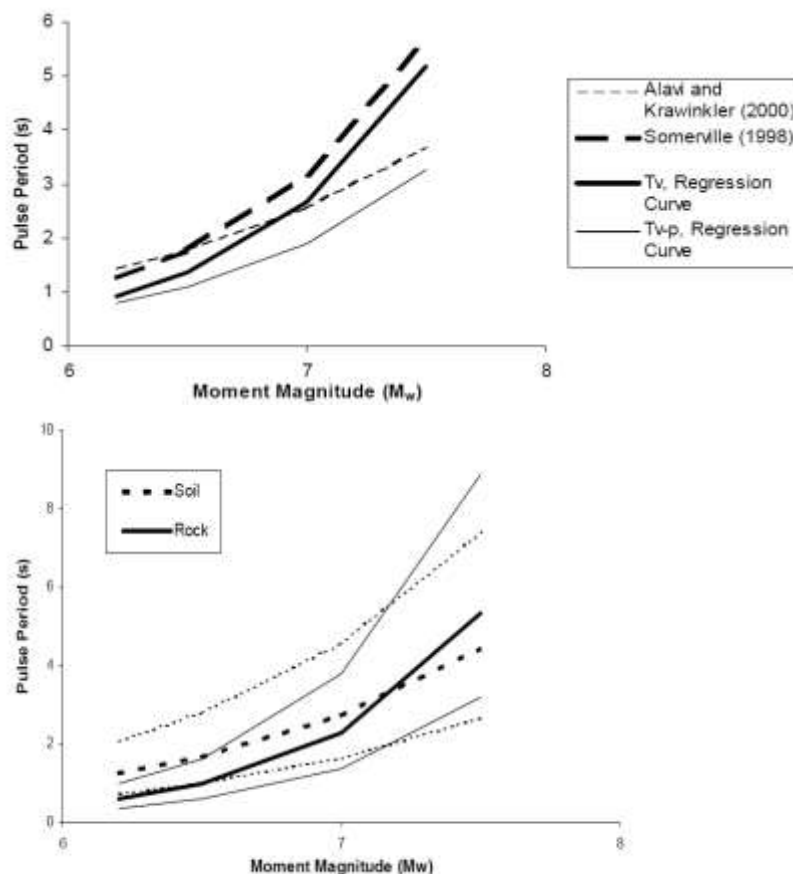 6
5
4
3
2
1
0
Pulse Period (s)
6
7
8
Moment Magnitude (Mw)
Alavi and
Krawinkler (2000)
Somerville (1998)
Tv, Regression
Curve
Tv-p, Regression
Curve
10
8
6
4
2
0
Pulse Period (s)
Soil
Rock
6
7
8
Moment Magnitude (Mw)